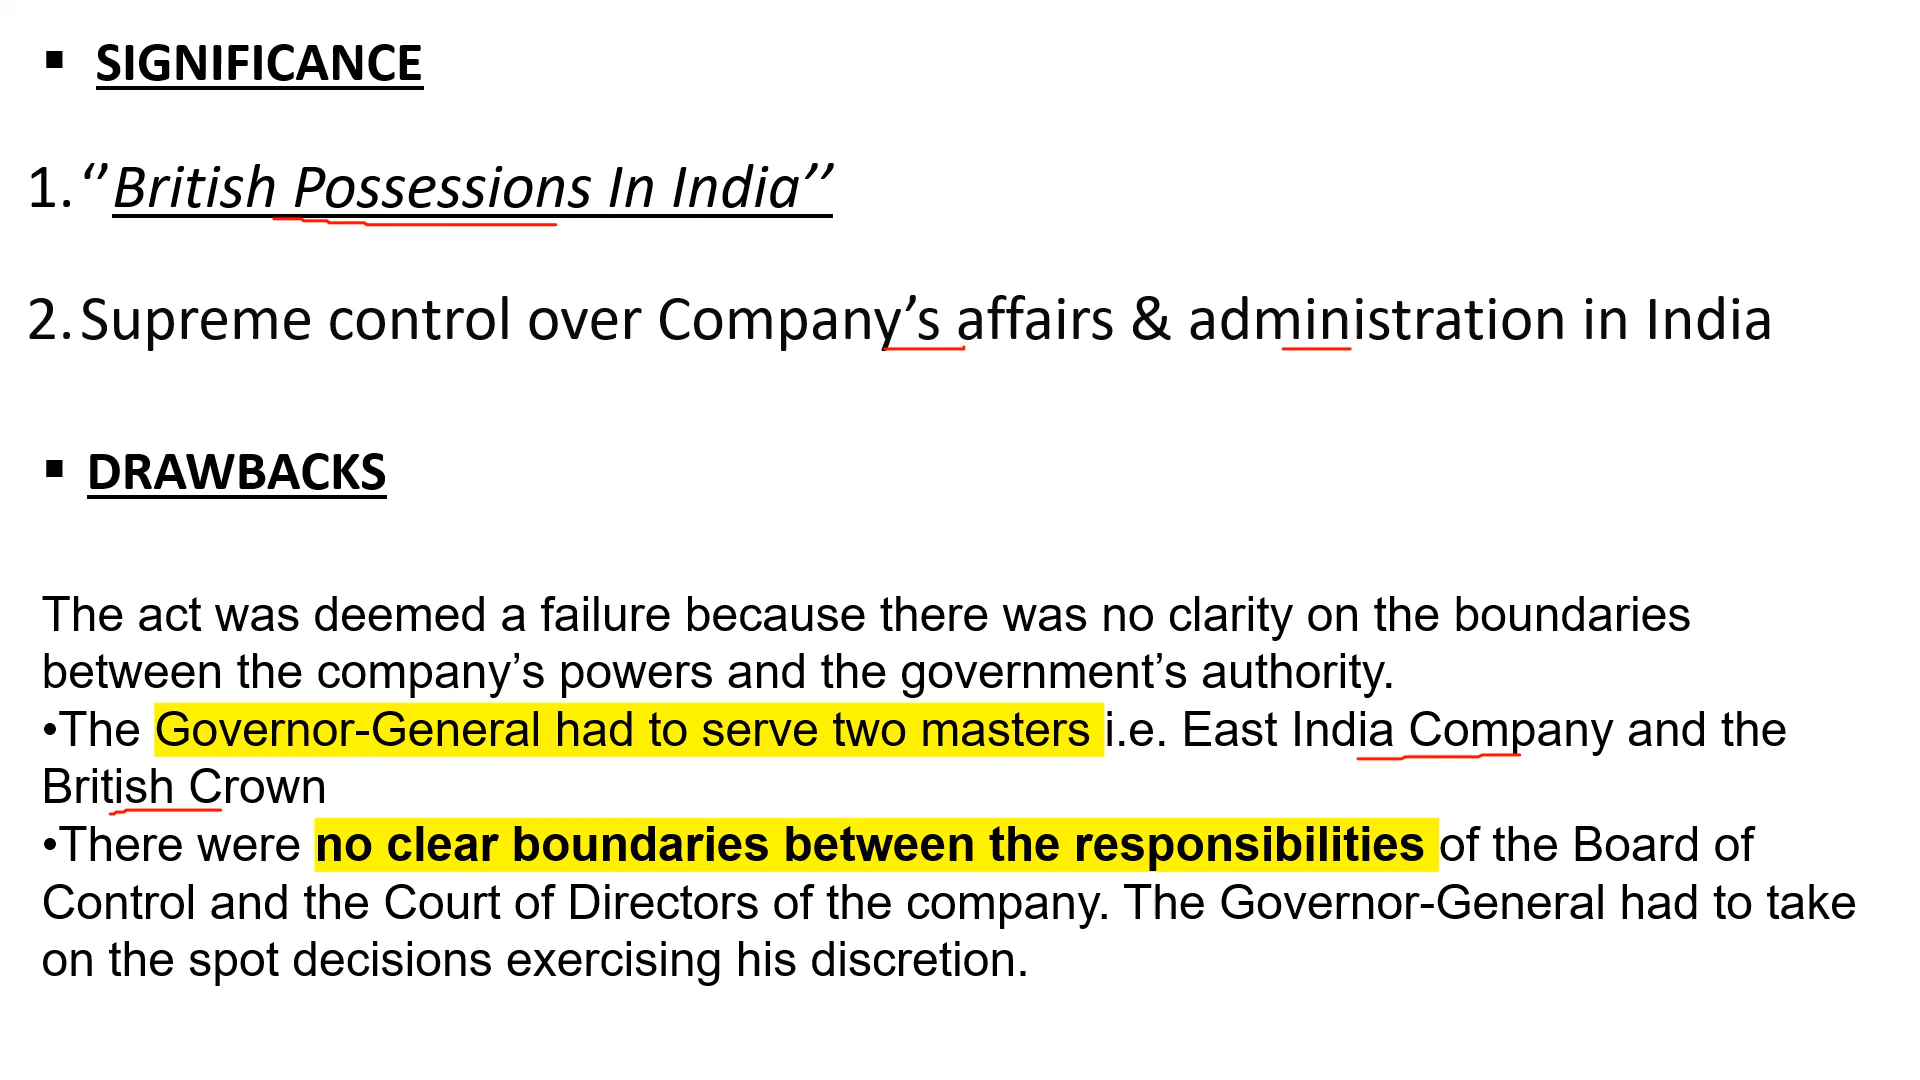 ▪ SIGNIFICANCE
1. ‘’British Possessions In India’’
2. Supreme control over Company’s affairs & administration in India
▪ DRAWBACKS
The act was deemed a failure because there was no clarity on the boundaries
between the company’s powers and the government’s authority.
•The Governor-General had to serve two masters i.e. East India Company and the
British Crown
•There were no clear boundaries between the responsibilities of the Board of
Control and the Court of Directors of the company. The Governor-General had to take
on the spot decisions exercising his discretion.